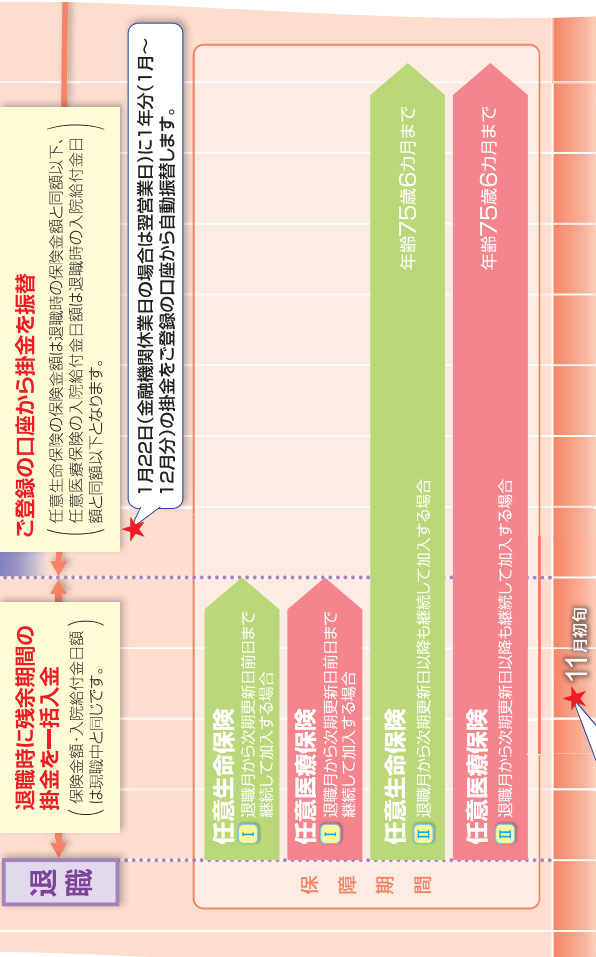 退職
退職時に残余期間の
掛金を一括入金
（保険金額・入院給付金日額
は現職中と同じです。）
ご登録の口座から掛金を振替
（任意生命保険の保険金額は退職時の保険金額と同額以下、
任意医療保険の入院給付金日額は退職時の入院給付金日
額と同額以下となります。）
★
1月22日（金融機関休業日の場合は翌営業日）に1年分（1月～
12月分）の掛金をご登録の口座から自動振替します。
保障期間
任意生命保険
Ⅰ 退職月から次期更新日前日まで
継続して加入する場合
任意医療保険
Ⅰ 退職月から次期更新日前日まで
継続して加入する場合
任意生命保険
Ⅱ 退職月から次期更新日以降も継続して加入する場合
年齢75歳6カ月まで
任意医療保険
Ⅱ 退職月から次期更新日以降も継続して加入する場合
年齢75歳6カ月まで
★11月初旬